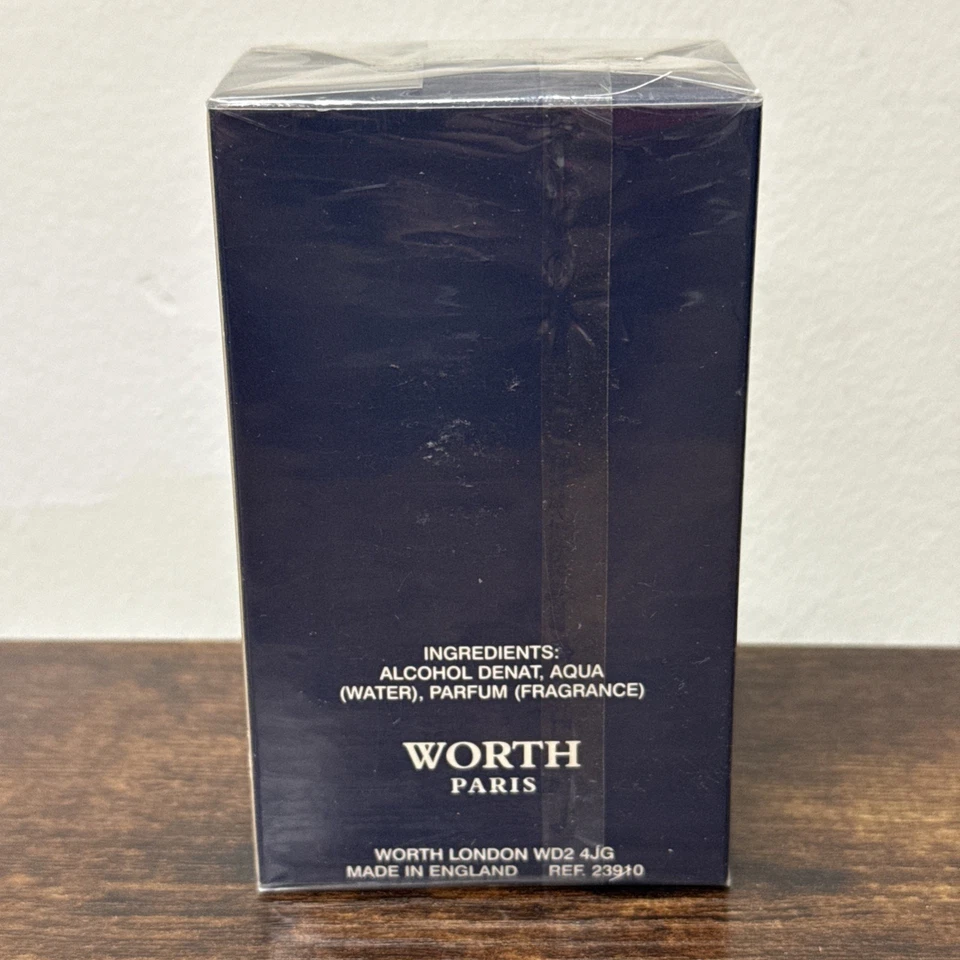 INGREDIENTS:
ALCOHOL DENAT, AQUA
(WATER), PARFUM (FRAGRANCE)
WORTH
PARIS
WORTH LONDON WD2 4JG
MADE IN ENGLAND REF. 23910